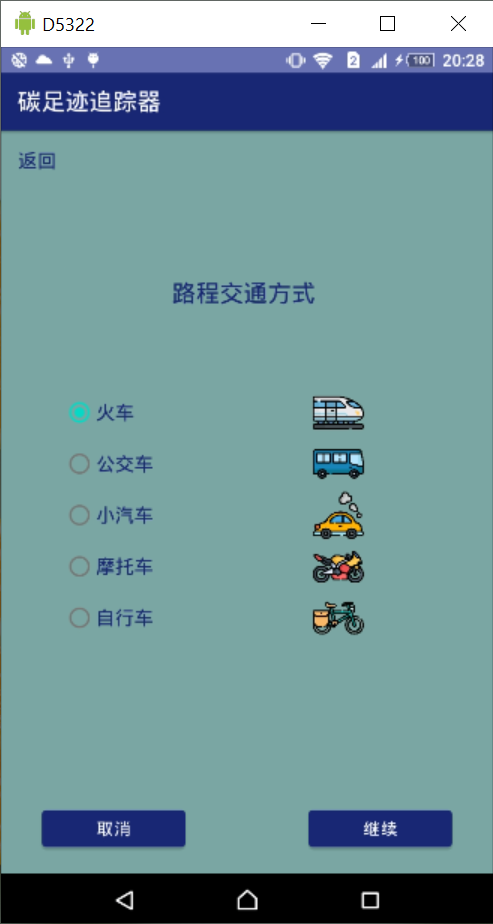 D5322
2 100 20:28
碳足迹追踪器
返回
路程交通方式
火车
公交车
小汽车
摩托车
自行车
取消 继续